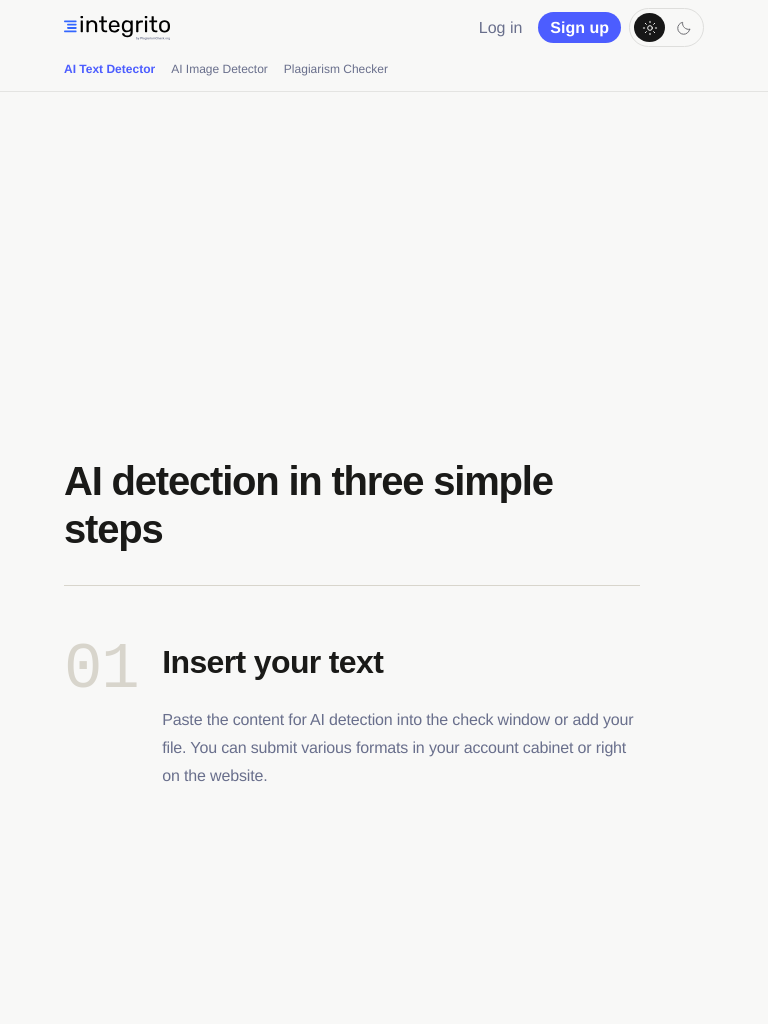 integrito
Log in
Sign up
AI Text Detector
AI Image Detector
Plagiarism Checker
AI detection in three simple
steps
01
Insert your text
Paste the content for AI detection into the check window or add your
file. You can submit various formats in your account cabinet or right
on the website.